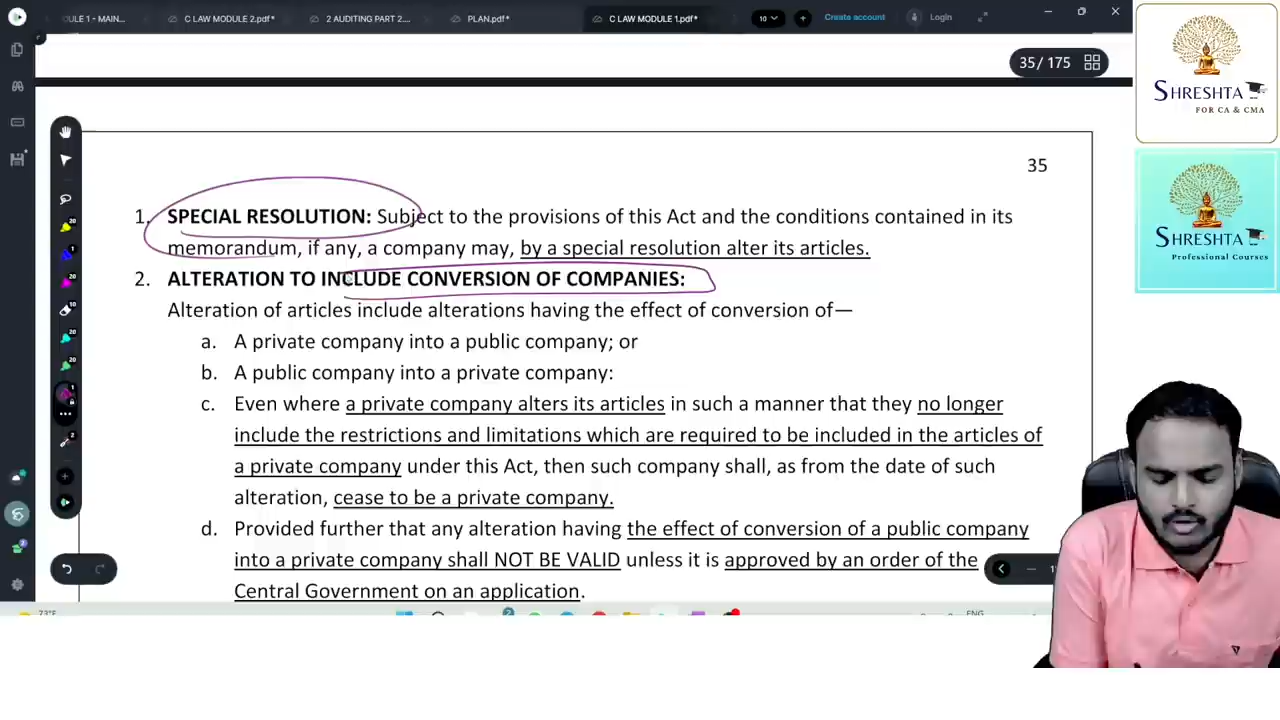 ULE 1 - MAIN...
C LAW MODULE 2.pdf*
2 AUDITING PART 2....
PLAN.pdf*
C LAW MODULE 1.pdf*
10
Create account
Login
35/ 175
SHRESHTA
FOR CA & CMA
SHRESHTA
Professional Courses
35
1. SPECIAL RESOLUTION: Subject to the provisions of this Act and the conditions contained in its
memorandum, if any, a company may, by a special resolution alter its articles.
2. ALTERATION TO INCLUDE CONVERSION OF COMPANIES:
Alteration of articles include alterations having the effect of conversion of—
a. A private company into a public company; or
b. A public company into a private company:
c. Even where a private company alters its articles in such a manner that they no longer
include the restrictions and limitations which are required to be included in the articles of
a private company under this Act, then such company shall, as from the date of such
alteration, cease to be a private company.
d. Provided further that any alteration having the effect of conversion of a public company
into a private company shall NOT BE VALID unless it is approved by an order of the
Central Government on an application.
73°F
ENG